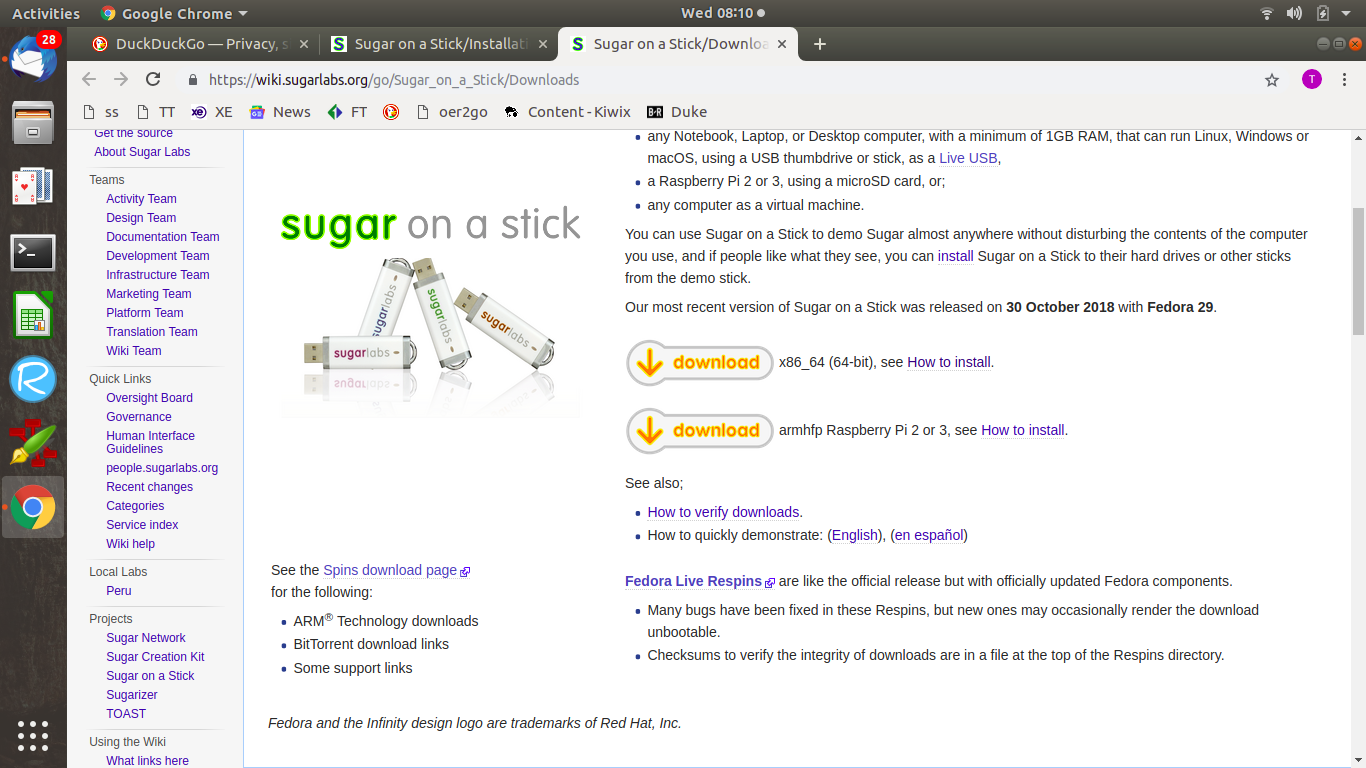 Activities
Google Chrome
Wed 08:10
28
DuckDuckGo — Privacy, s
Sugar on a Stick/Installati
Sugar on a Stick/Downloa
https://wiki.sugarlabs.org/go/Sugar_on_a_Stick/Downloads
T
ss
TT
XE
News
FT
oer2go
Content - Kiwix
B R
Duke
Get the source
About Sugar Labs
Teams
Activity Team
Design Team
Documentation Team
Development Team
Infrastructure Team
Marketing Team
Platform Team
Translation Team
Wiki Team
Quick Links
Oversight Board
Governance
Human Interface
Guidelines
people.sugarlabs.org
Recent changes
Categories
Service index
Wiki help
Local Labs
Peru
Projects
Sugar Network
Sugar Creation Kit
Sugar on a Stick
Sugarizer
TOAST
Using the Wiki
What links here
sugar on a stick
sugarlabs
sugarlabs
sugarlabs
sugarlabs
See the Spins download page
for the following:
ARM® Technology downloads
BitTorrent download links
Some support links
any Notebook, Laptop, or Desktop computer, with a minimum of 1GB RAM, that can run Linux, Windows or
macOS, using a USB thumbdrive or stick, as a Live USB,
a Raspberry Pi 2 or 3, using a microSD card, or;
any computer as a virtual machine.
You can use Sugar on a Stick to demo Sugar almost anywhere without disturbing the contents of the computer
you use, and if people like what they see, you can install Sugar on a Stick to their hard drives or other sticks
from the demo stick.
Our most recent version of Sugar on a Stick was released on 30 October 2018 with Fedora 29.
download x86_64 (64-bit), see How to install.
download armhfp Raspberry Pi 2 or 3, see How to install.
See also;
How to verify downloads.
How to quickly demonstrate: (English), (en español)
Fedora Live Respins are like the official release but with officially updated Fedora components.
Many bugs have been fixed in these Respins, but new ones may occasionally render the download
unbootable.
Checksums to verify the integrity of downloads are in a file at the top of the Respins directory.
Fedora and the Infinity design logo are trademarks of Red Hat, Inc.